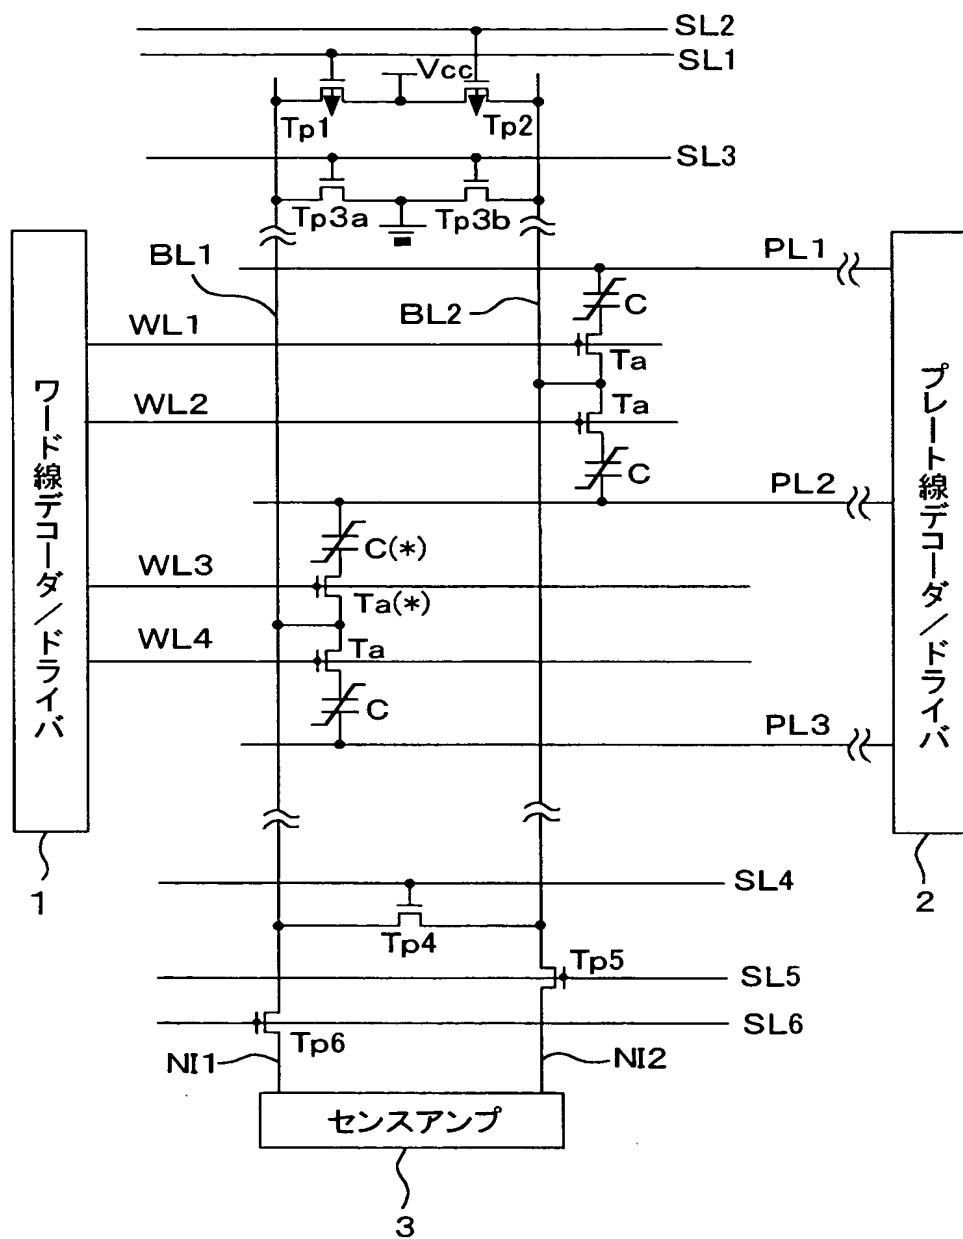 SL2
SL1
Vcc
Tp1
Tp2
SL3
Tp3a
Tp3b
BL1
PL1
BL2
C
WL1
Ta
WL2
Ta
C
PL2
C(*)
WL3
Ta(*)
WL4
Ta
C
PL3
ワード線デコーダ/ドライバ
プレート線デコーダ/ドライバ
1
2
SL4
Tp4
Tp5
SL5
SL6
Tp6
NI1
NI2
センスアンプ
3